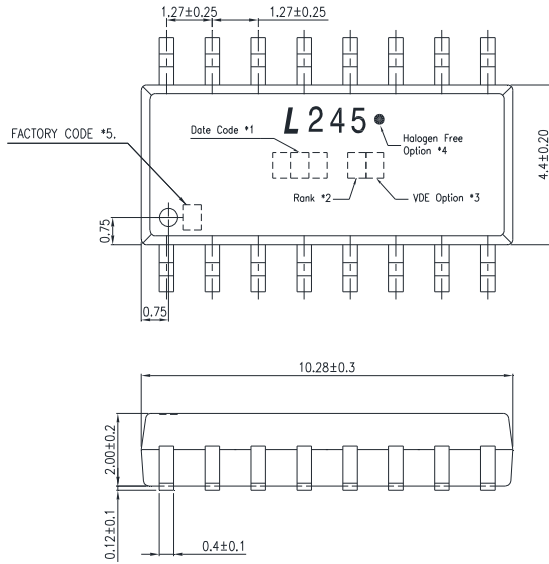 1.27±0.25 1.27±0.25
L245
Date Code *1
Halogen Free
Option *4
FACTORY CODE *5.
Rank *2
VDE Option *3
4.4±0.20
0.75
0.75
10.28±0.3
2.00±0.2
0.12±0.1
0.4±0.1